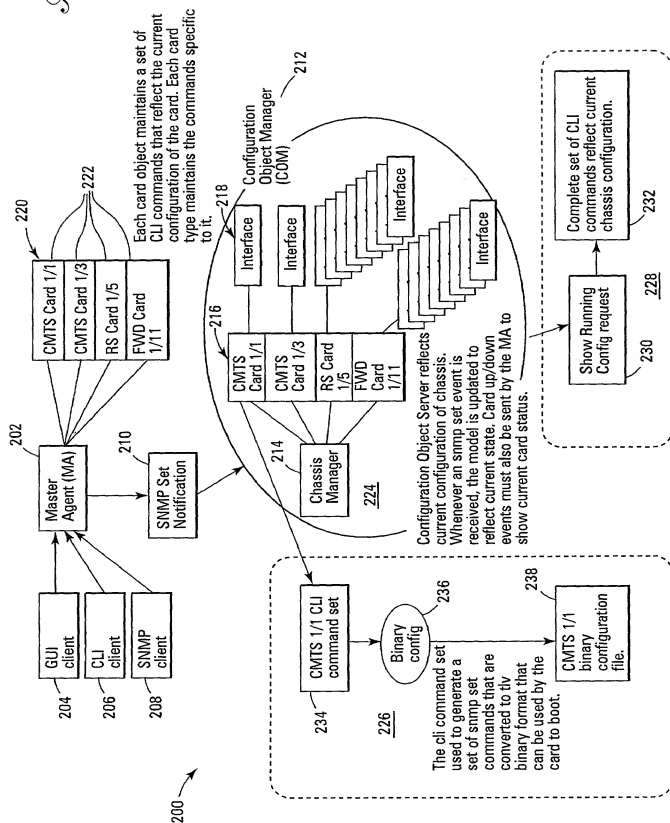 200
GUI
client
204
CLI
client
206
SNMP
client
208
202
Master
Agent (MA)
210
SNMP Set
Notification
220
CMTS Card 1/1
CMTS Card 1/3
RS Card 1/5
FWD Card
1/11
222
Each card object maintains a set of
CLI commands that reflect the current
configuration of the card. Each card
type maintains the commands specific
to it.
Configuration
Object Manager
(COM)
212
214
Chassis
Manager
224
216
CMTS
Card 1/1
CMTS
Card 1/3
RS Card
1/5
FWD
Card
1/11
218
Interface
Interface
Interface
Interface
Configuration Object Server reflects
current configuration of chassis.
Whenever an snmp set event is
received, the model is updated to
reflect current state. Card up/down
events must also be sent by the MA to
show current card status.
CMTS 1/1 CLI
command set
234
Binary
config
236
226
The cli command set
used to generate a
set of snmp set
commands that are
converted to tlv
binary format that
can be used by the
card to boot.
238
CMTS 1/1
binary
configuration
file.
Show Running
Config request
230
228
Complete set of CLI
commands reflect current
chassis configuration.
232